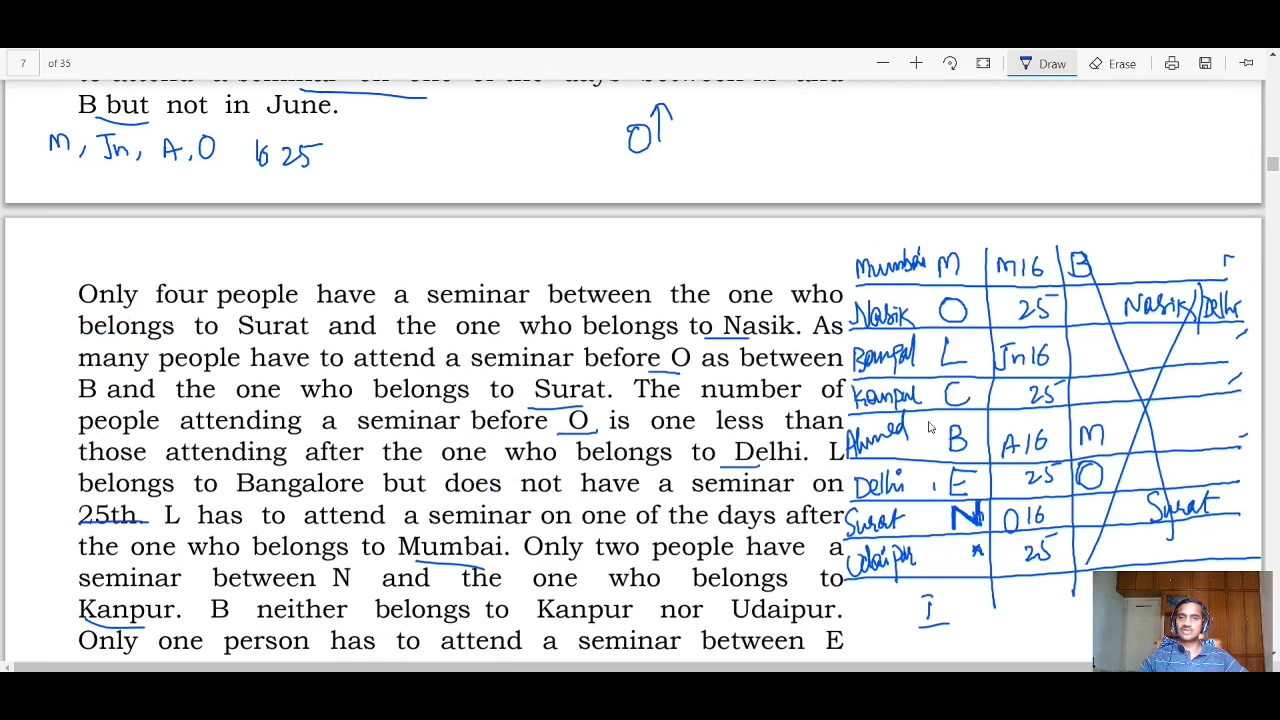 7 of 35 Draw Erase
B but not in June.
M, Jn, A, O 16 25
O↑
Only four people have a seminar between the one who
belongs to Surat and the one who belongs to Nasik. As
many people have to attend a seminar before O as between
B and the one who belongs to Surat. The number of
people attending a seminar before O is one less than
those attending after the one who belongs to Delhi. L
belongs to Bangalore but does not have a seminar on
25th. L has to attend a seminar on one of the days after
the one who belongs to Mumbai. Only two people have a
seminar between N and the one who belongs to
Kanpur. B neither belongs to Kanpur nor Udaipur.
Only one person has to attend a seminar between E
Mumbai M M16 B
Nasik O 25 Nasik/Delhi
L Jn16
Kanpul C 25
Ahmed B A16 M
Delhi E 25 O
Surat N O16 Surat
Udaipur 25
I